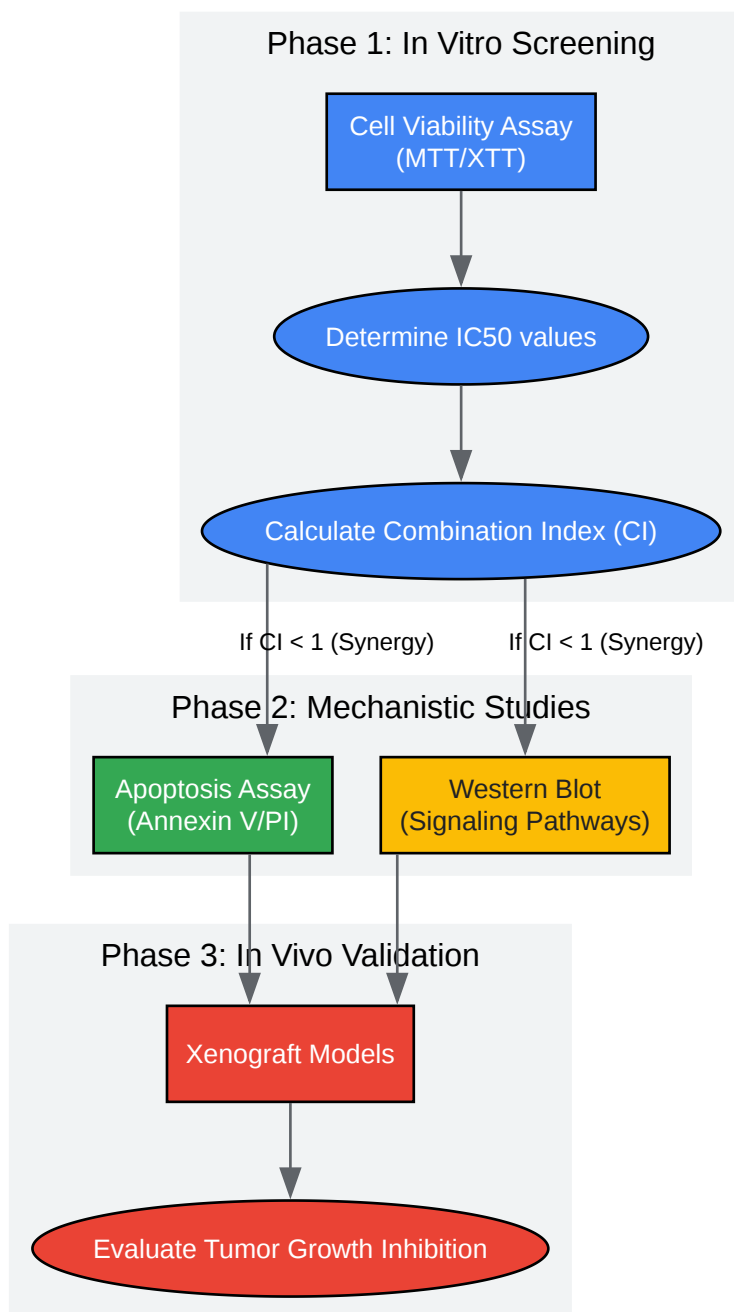 Phase 1: In Vitro Screening
Cell Viability Assay
(MTT/XTT)
Determine IC50 values
Calculate Combination Index (CI)
If CI < 1 (Synergy)
If CI < 1 (Synergy)
Phase 2: Mechanistic Studies
Apoptosis Assay
(Annexin V/PI)
Western Blot
(Signaling Pathways)
Phase 3: In Vivo Validation
Xenograft Models
Evaluate Tumor Growth Inhibition